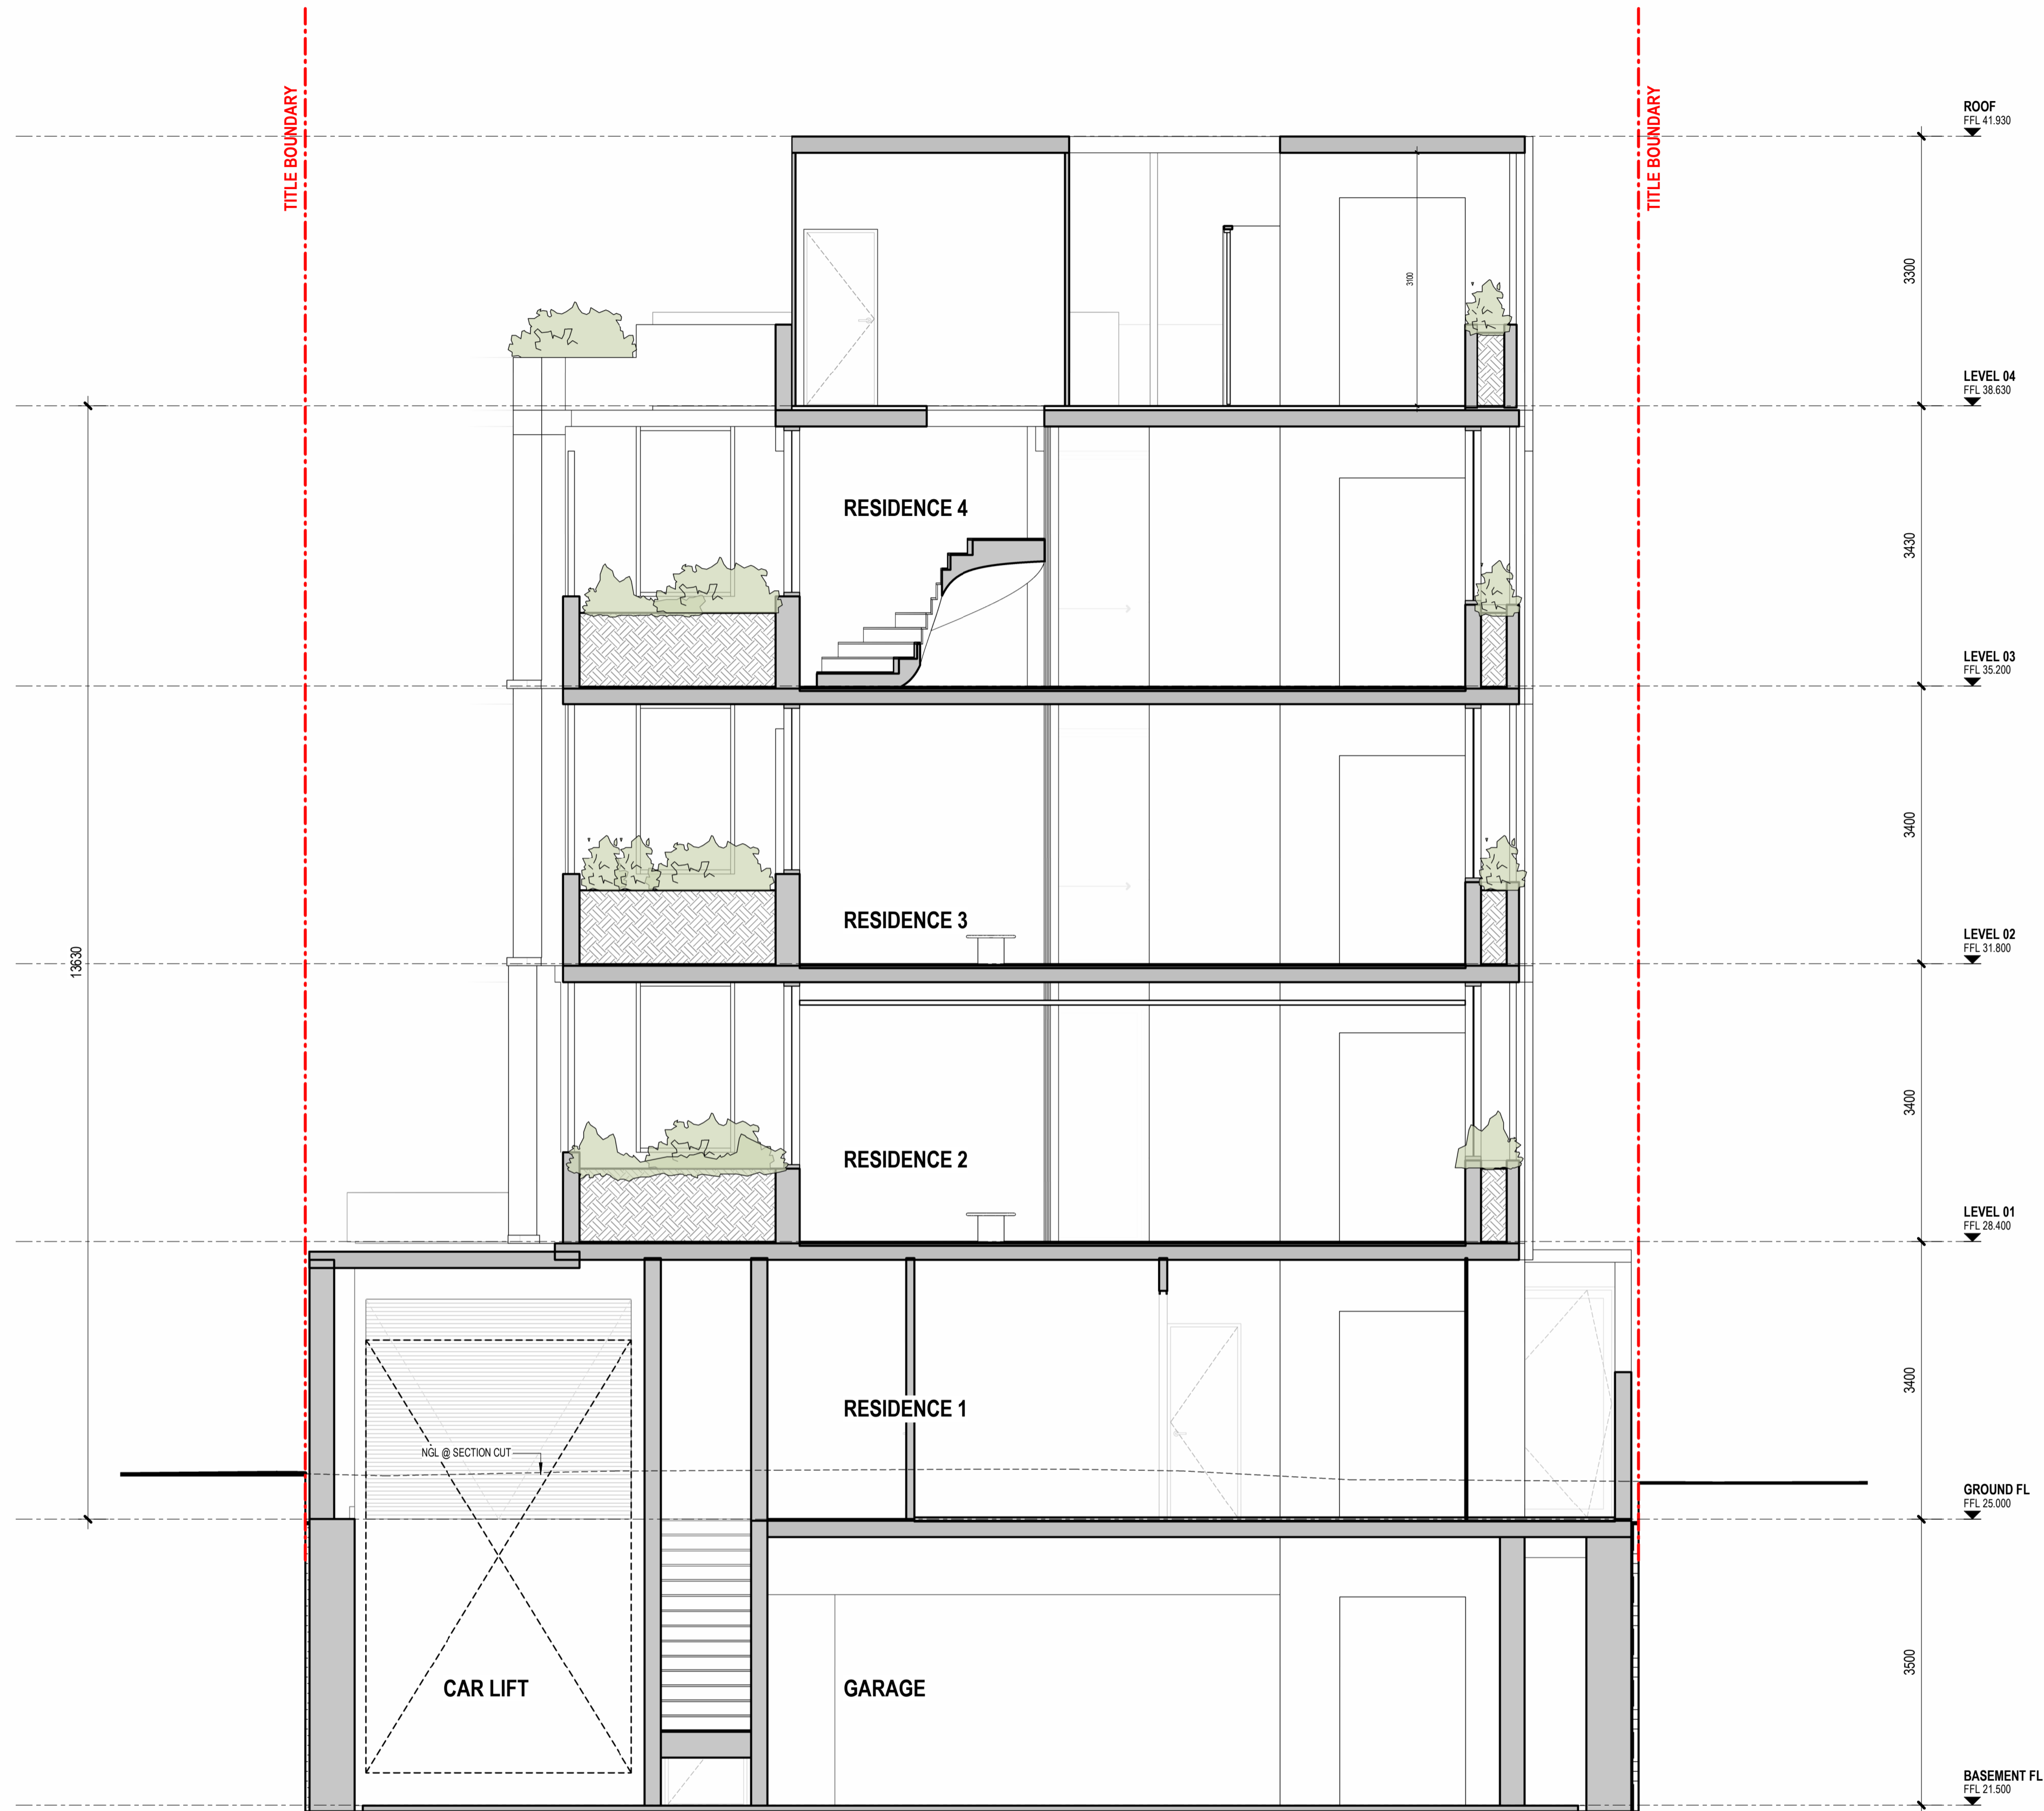 TITLE BOUNDARY
TITLE BOUNDARY
ROOF
FFL 41.930
3300
3100
LEVEL 04
FFL 38.630
RESIDENCE 4
3430
LEVEL 03
FFL 35.200
3400
RESIDENCE 3
LEVEL 02
FFL 31.800
13630
3400
RESIDENCE 2
LEVEL 01
FFL 28.400
3400
RESIDENCE 1
NGL @ SECTION CUT
GROUND FL
FFL 25.000
3500
CAR LIFT
GARAGE
BASEMENT FL
FFL 21.500